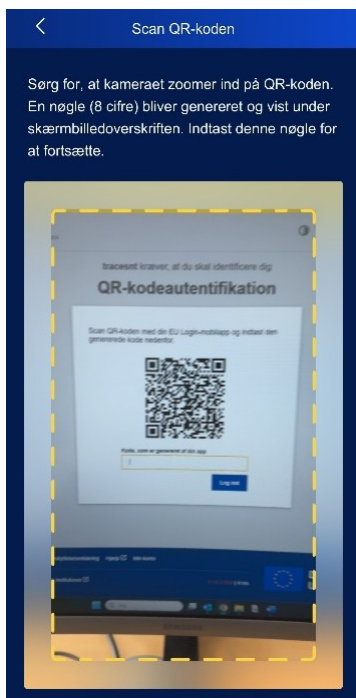 Scan QR-koden
Sørg for, at kameraet zoomer ind på QR-koden.
En nøgle (8 cifre) bliver genereret og vist under
skærmbilledoverskriften. Indtast denne nøgle for
at fortsætte.
tracesnt kræver, at du skal identificere dig
QR-kodeautentifikation
Scan QR-koden med din EU Login-mobilapp og indtast den
genererede kode nedenfor.
Kode, som er genereret af din app
Log ind
SAMSUNG